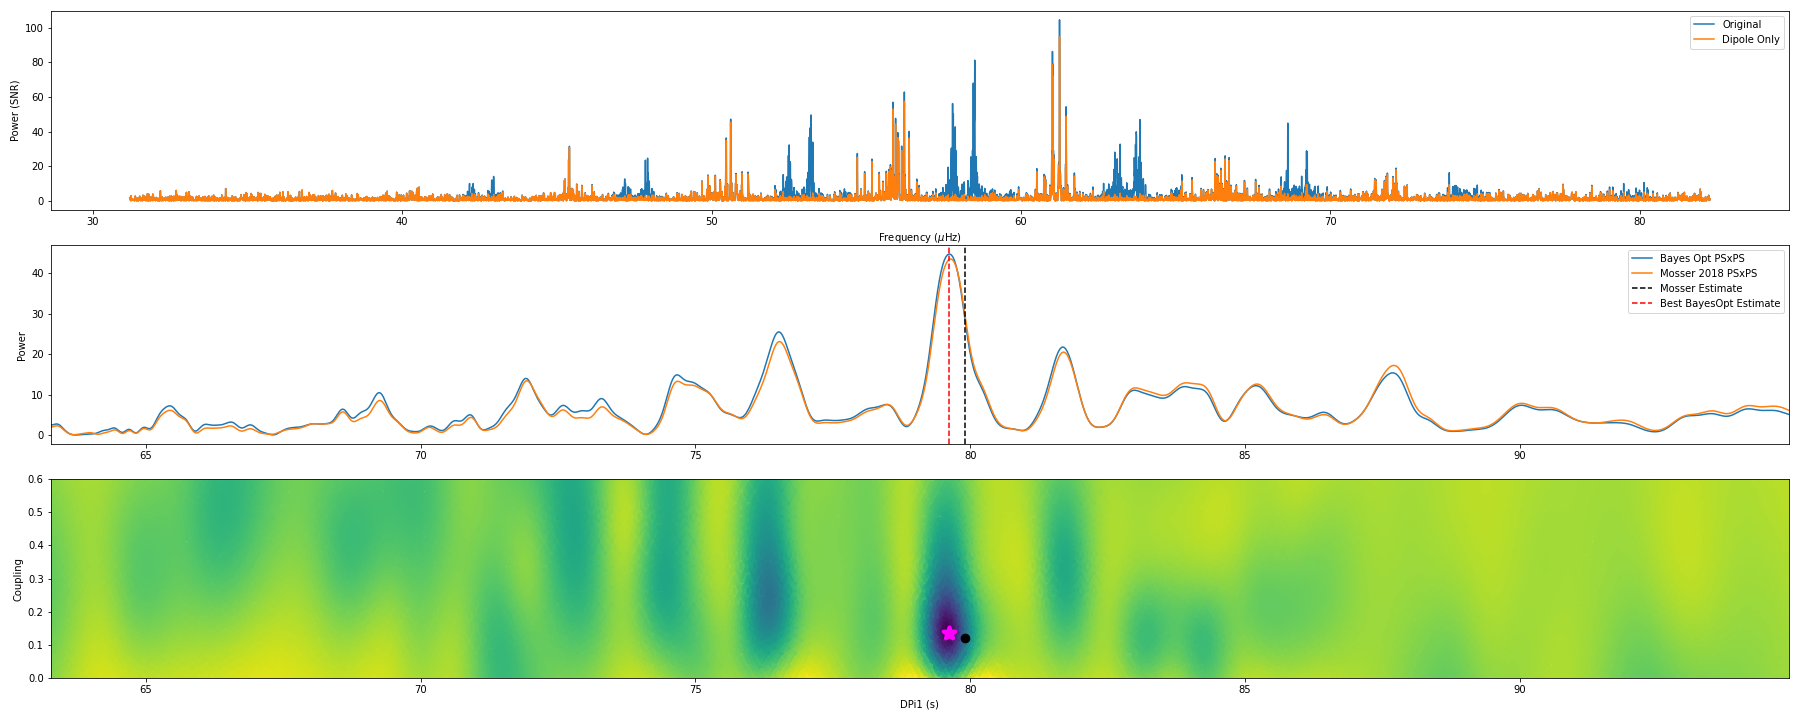 Power (SNR)
100
80
60
40
20
0
Original
Dipole Only
30 40 50 60 70 80
Frequency (μHz)
Power
40
30
20
10
0
Bayes Opt PSxPS
Mosser 2018 PSxPS
Mosser Estimate
Best BayesOpt Estimate
65 70 75 80 85 90
Coupling
0.6
0.5
0.4
0.3
0.2
0.1
0.0
65 70 75 80 85 90
DPi1 (s)